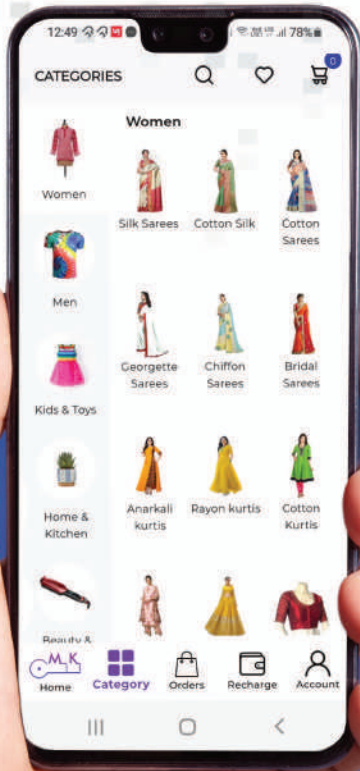 12:49
78%
CATEGORIES
0
Women
Women
Silk Sarees
Cotton Silk
Cotton
Sarees
Men
Georgette
Sarees
Chiffon
Sarees
Bridal
Sarees
Kids & Toys
Anarkali
kurtis
Rayon kurtis
Cotton
Kurtis
Home &
Kitchen
Beauty &
M K
Home
Category
Orders
Recharge
Account